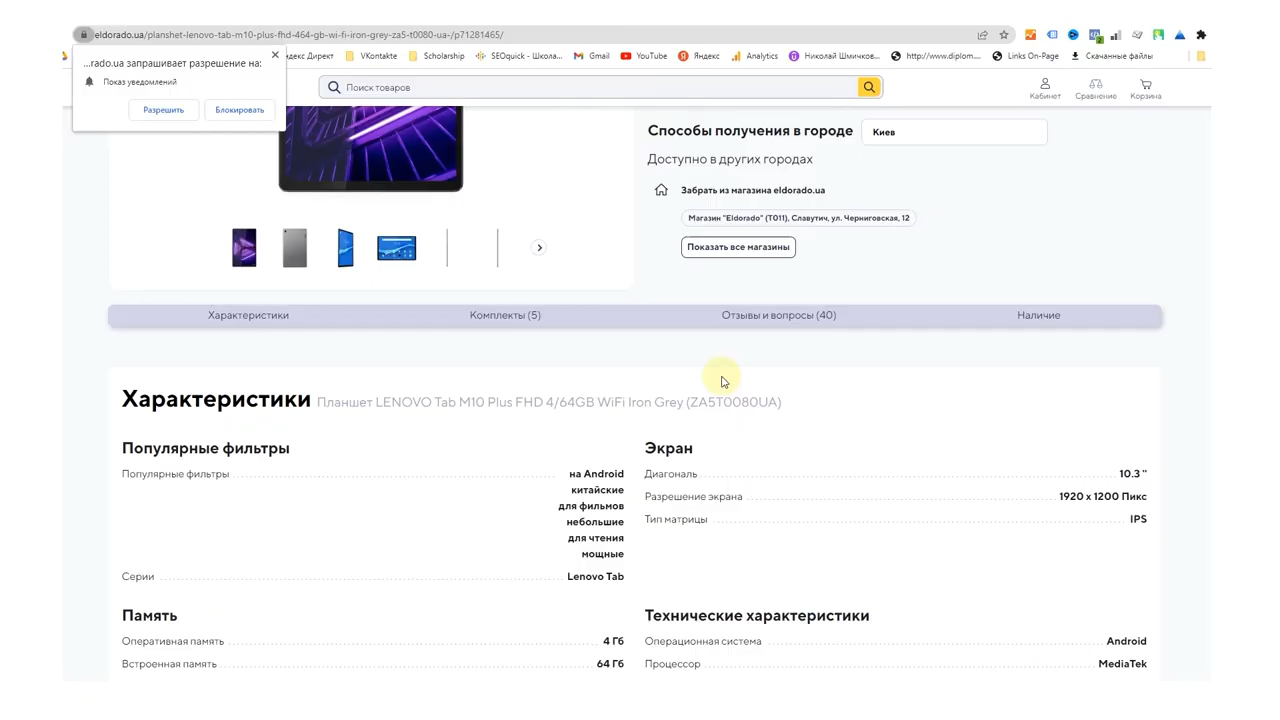 eldorado.ua/planshet-lenovo-tab-m10-plus-fhd-464-gb-wi-fi-iron-grey-za5-t0080-ua-/p71281465/
...rado.ua запрашивает разрешение на:
Показ уведомлений
Разрешить Блокировать
ндекс Директ VKontakte Scholarship SEOquick - Школа... Gmail YouTube Яндекс Analytics Николай Шмичков... http://www.diplom.... Links On-Page Скачанные файлы
Поиск товаров
Кабинет Сравнение Корзина
Способы получения в городе Киев
Доступно в других городах
Забрать из магазина eldorado.ua
Магазин "Eldorado" (T011), Славутич, ул. Черниговская, 12
Показать все магазины
Характеристики Комплекты (5) Отзывы и вопросы (40) Наличие
Характеристики Планшет LENOVO Tab M10 Plus FHD 4/64GB WiFi Iron Grey (ZA5T0080UA)
Популярные фильтры
Популярные фильтры на Android
китайские
для фильмов
небольшие
для чтения
мощные
Серии Lenovo Tab
Экран
Диагональ 10.3 "
Разрешение экрана 1920 x 1200 Пикс
Тип матрицы IPS
Память
Оперативная память 4 Гб
Встроенная память 64 Гб
Технические характеристики
Операционная система Android
Процессор MediaTek